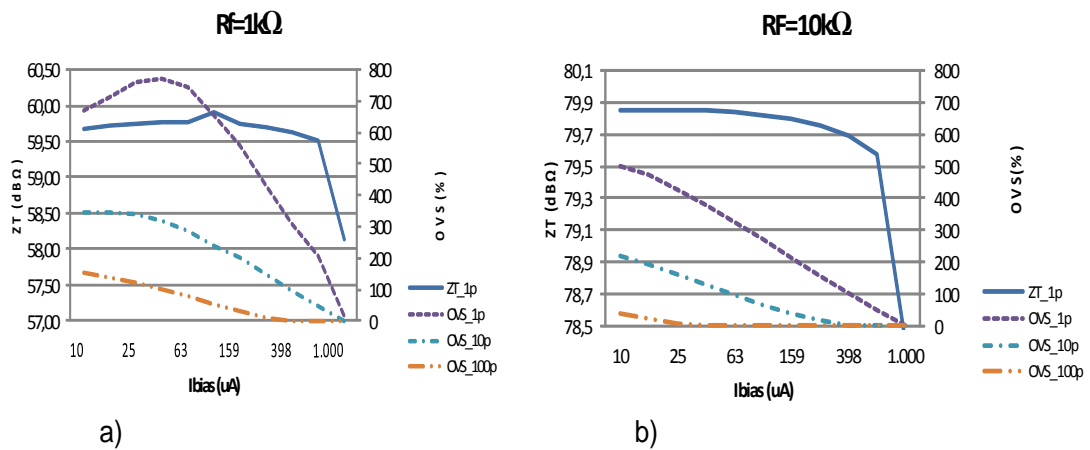 Rf=1kΩ
60,50
60,00
59,50
59,00
58,50
58,00
57,50
57,00
ZT (dBΩ)
800
700
600
500
400
300
200
100
0
OVS(%)
10
25
63
159
398
1.000
Ibias(uA)
ZT_1p
OVS_1p
OVS_10p
OVS_100p
a)
RF=10kΩ
80,1
79,9
79,7
79,5
79,3
79,1
78,9
78,7
78,5
ZT (dBΩ)
800
700
600
500
400
300
200
100
0
OVS(%)
10
25
63
159
398
1.000
Ibias(uA)
ZT_1p
OVS_1p
OVS_10p
OVS_100p
b)